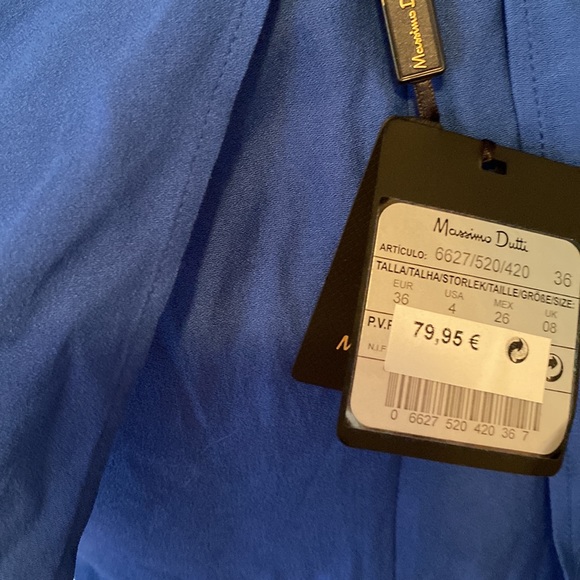 Massimo Dutti
Massimo Dutti
ARTÍCULO: 6627/520/420 36
TALLA/TALHA/STORLEK/TAILLE/GRÖßE/SIZE:
EUR USA MEX UK
36 4 26 08
P.V.P
79,95 €
N.I.F
M
0 6627 520 420 36 7